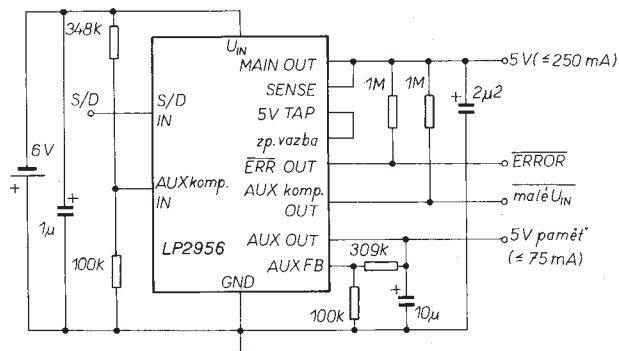 348k
U_IN
MAIN OUT
5V (≤250 mA)
SENSE
1M
1M
+
2µ2
S/D
S/D
IN
5V TAP
zp. vazba
6V
+
ERR OUT
ERROR
AUX komp.
IN
AUX komp.
OUT
malé U_IN
+
1µ
LP2956
AUX OUT
5V paměť
(≤ 75 mA)
309k
AUX FB
100k
GND
100k
+
10µ